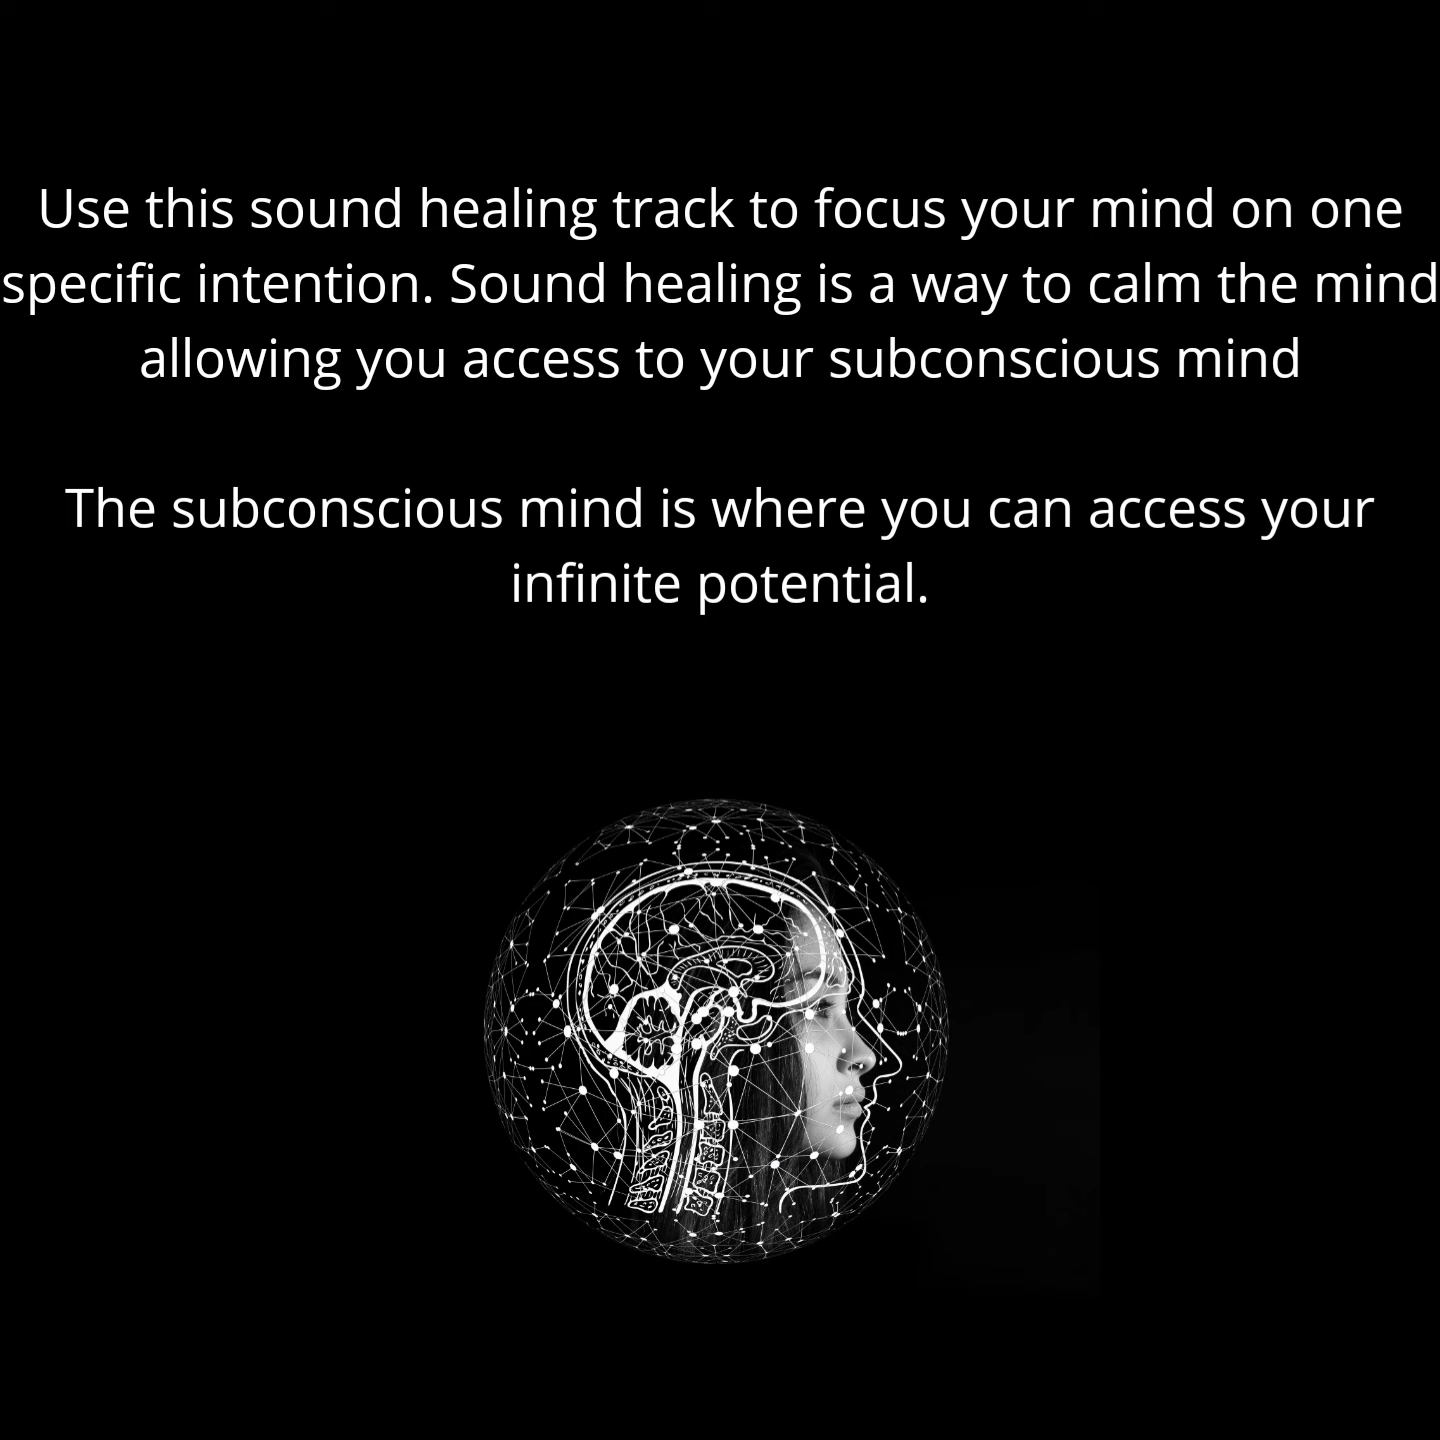 Use this sound healing track to focus your mind on one
specific intention. Sound healing is a way to calm the mind
allowing you access to your subconscious mind
The subconscious mind is where you can access your
infinite potential.